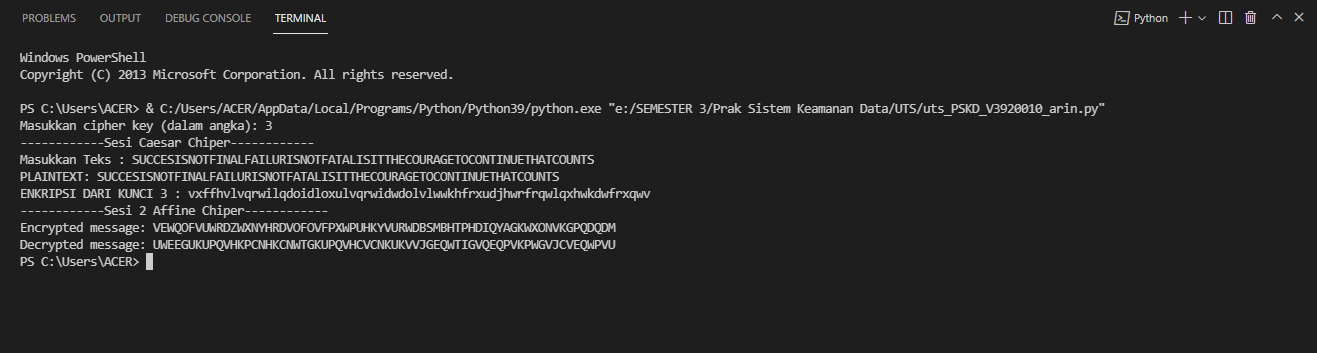 PROBLEMS OUTPUT DEBUG CONSOLE TERMINAL Python
Windows PowerShell
Copyright (C) 2013 Microsoft Corporation. All rights reserved.
PS C:\Users\ACER> & C:/Users/ACER/AppData/Local/Programs/Python/Python39/python.exe "e:/SEMESTER 3/Prak Sistem Keamanan Data/UTS/uts_PSKD_V3920010_arin.py"
Masukkan cipher key (dalam angka): 3
------------Sesi Caesar Chiper------------
Masukkan Teks : SUCCESISNOTFINALFAILURISNOTFATALISITTHECOURAGETOCONTINUETHATCOUNTS
PLAINTEXT: SUCCESISNOTFINALFAILURISNOTFATALISITTHECOURAGETOCONTINUETHATCOUNTS
ENKRIPSI DARI KUNCI 3 : vxffhvlvqrwilqdoidloxulvqrwidwdolvlwwkhfrxudjhwrfrqwlqxhwkdwfrxqwv
------------Sesi 2 Affine Chiper------------
Encrypted message: VEWQOFVUWRDZWXNYHRDVOFOVFPXWPUHKYVURWDBSMBHTPHDIQYAGKWXONVKGPQDQDM
Decrypted message: UWEEGUKUPQVHKPCNHKCNWTGKUPQVHCVCNKUKVVJGEQWTIGVQEQPVKPWGVJCVEQWPVU
PS C:\Users\ACER>